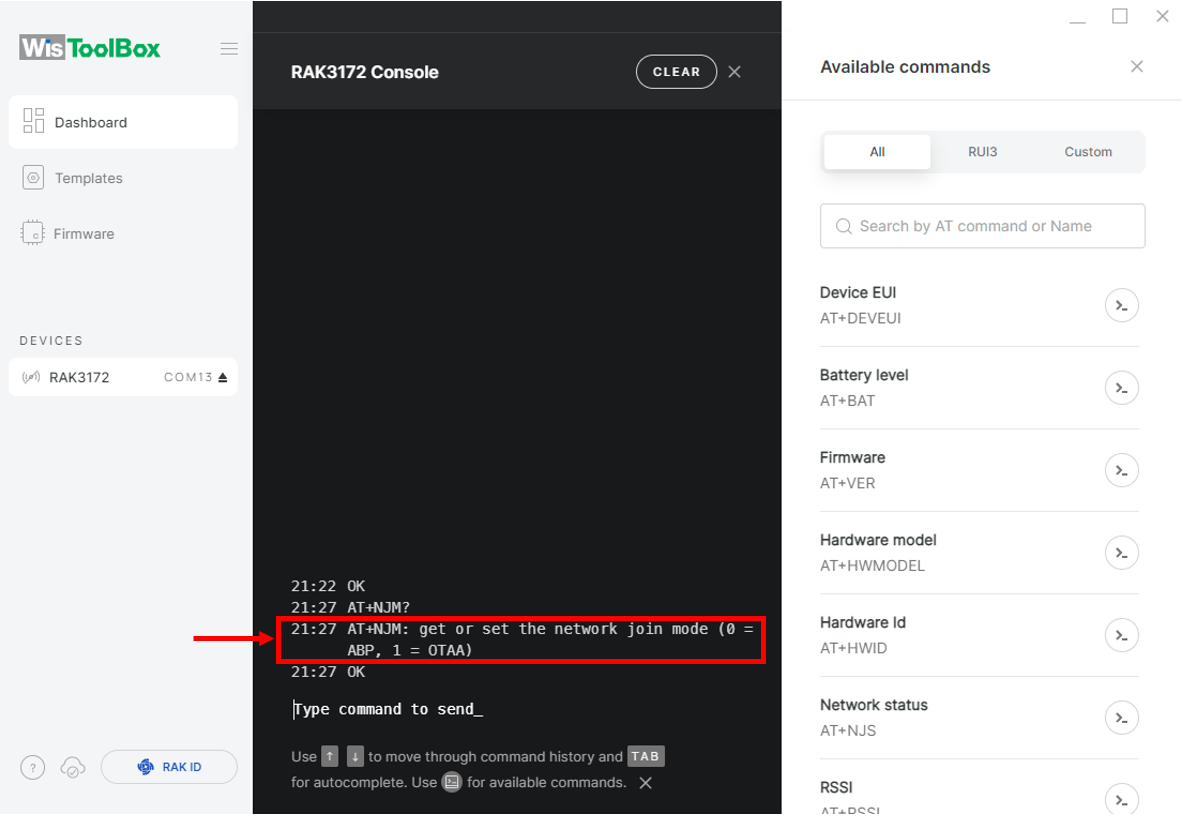 WisToolBox
Dashboard
Templates
Firmware
DEVICES
RAK3172 COM13
?
RAK ID
RAK3172 Console
CLEAR
21:22 OK
21:27 AT+NJM?
21:27 AT+NJM: get or set the network join mode (0 =
ABP, 1 = OTAA)
21:27 OK
Type command to send_
Use ↑ ↓ to move through command history and TAB
for autocomplete. Use for available commands.
Available commands
All RUI3 Custom
Search by AT command or Name
Device EUI
AT+DEVEUI
Battery level
AT+BAT
Firmware
AT+VER
Hardware model
AT+HWMODEL
Hardware Id
AT+HWID
Network status
AT+NJS
RSSI
AT+RSSI